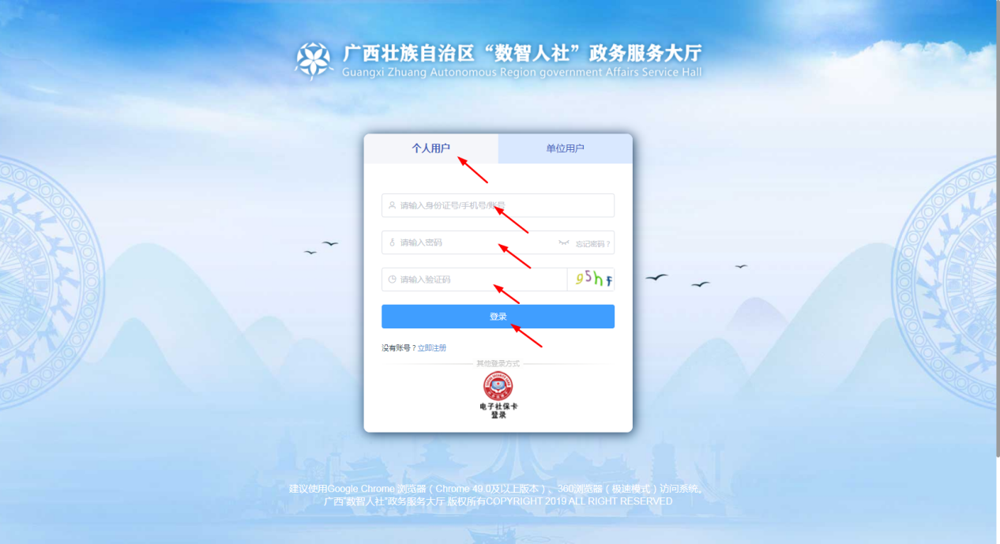 广西壮族自治区“数智人社”政务服务大厅
Guangxi Zhuang Autonomous Region government Affairs Service Hall
个人用户 单位用户
请输入身份证号/手机号/账号
请输入密码 忘记密码？
请输入验证码 g5hF
登录
没有账号？立即注册
其他登录方式
电子社保卡
登录
建议使用Google Chrome 浏览器（Chrome 49.0及以上版本）、360浏览器（极速模式）访问系统。
广西“数智人社”政务服务大厅 版权所有COPYRIGHT 2019 ALL RIGHT RESERVED